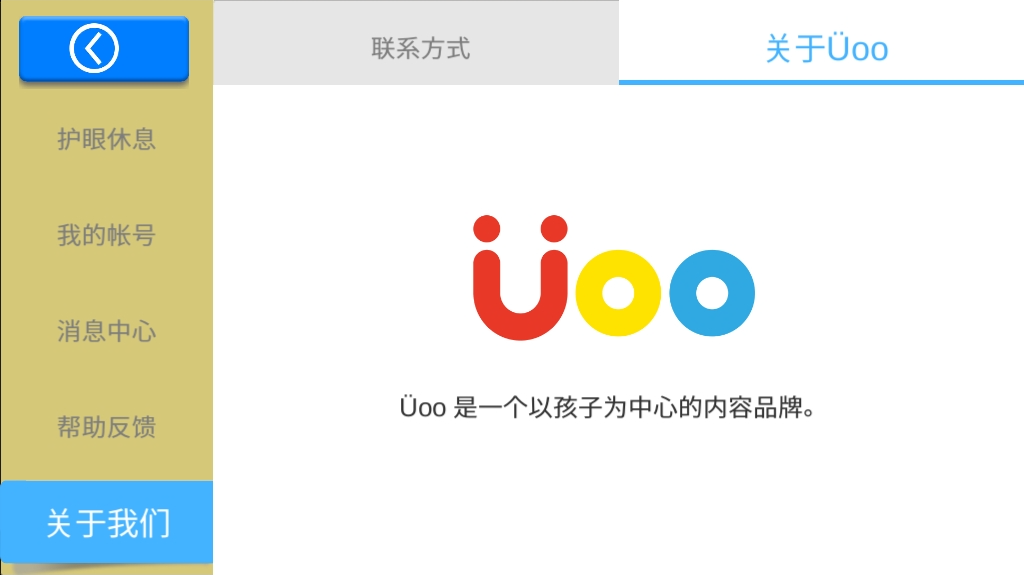 联系方式
关于Üoo
护眼休息
我的帐号
消息中心
帮助反馈
关于我们
Üoo
Üoo 是一个以孩子为中心的内容品牌。